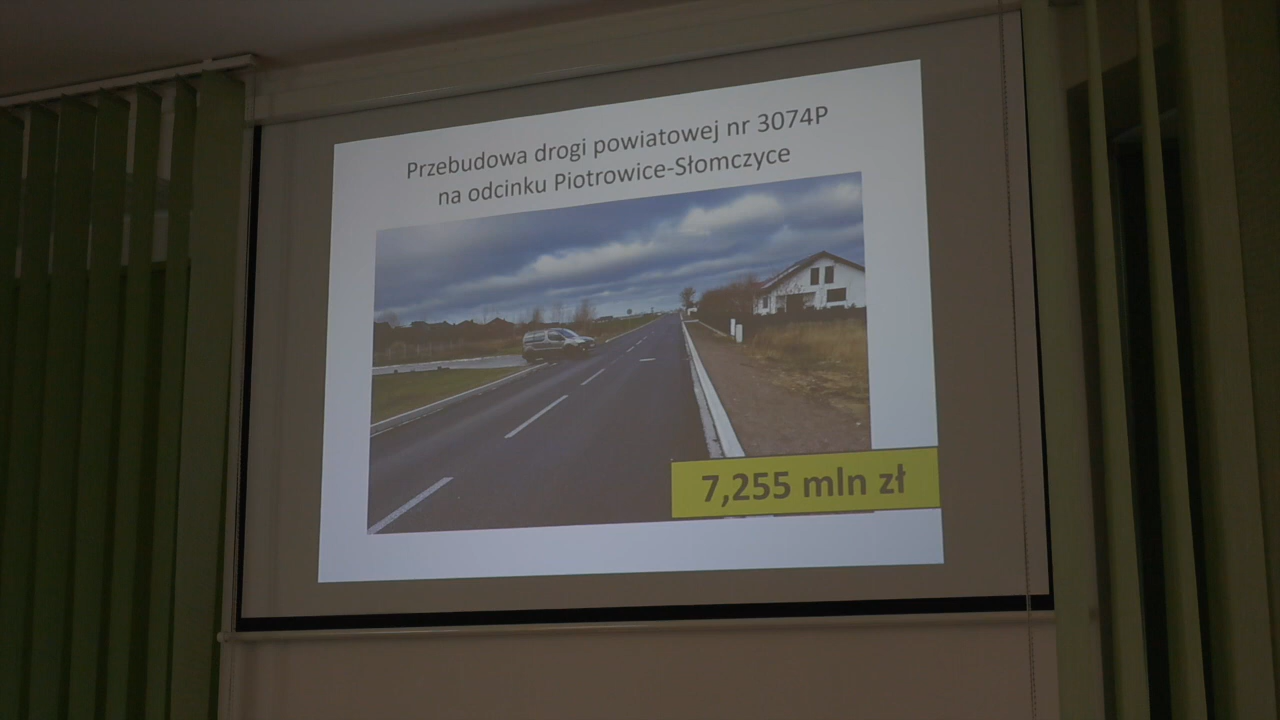 Przebudowa drogi powiatowej nr 3074P
na odcinku Piotrowice-Słomczyce
7,255 mln zł